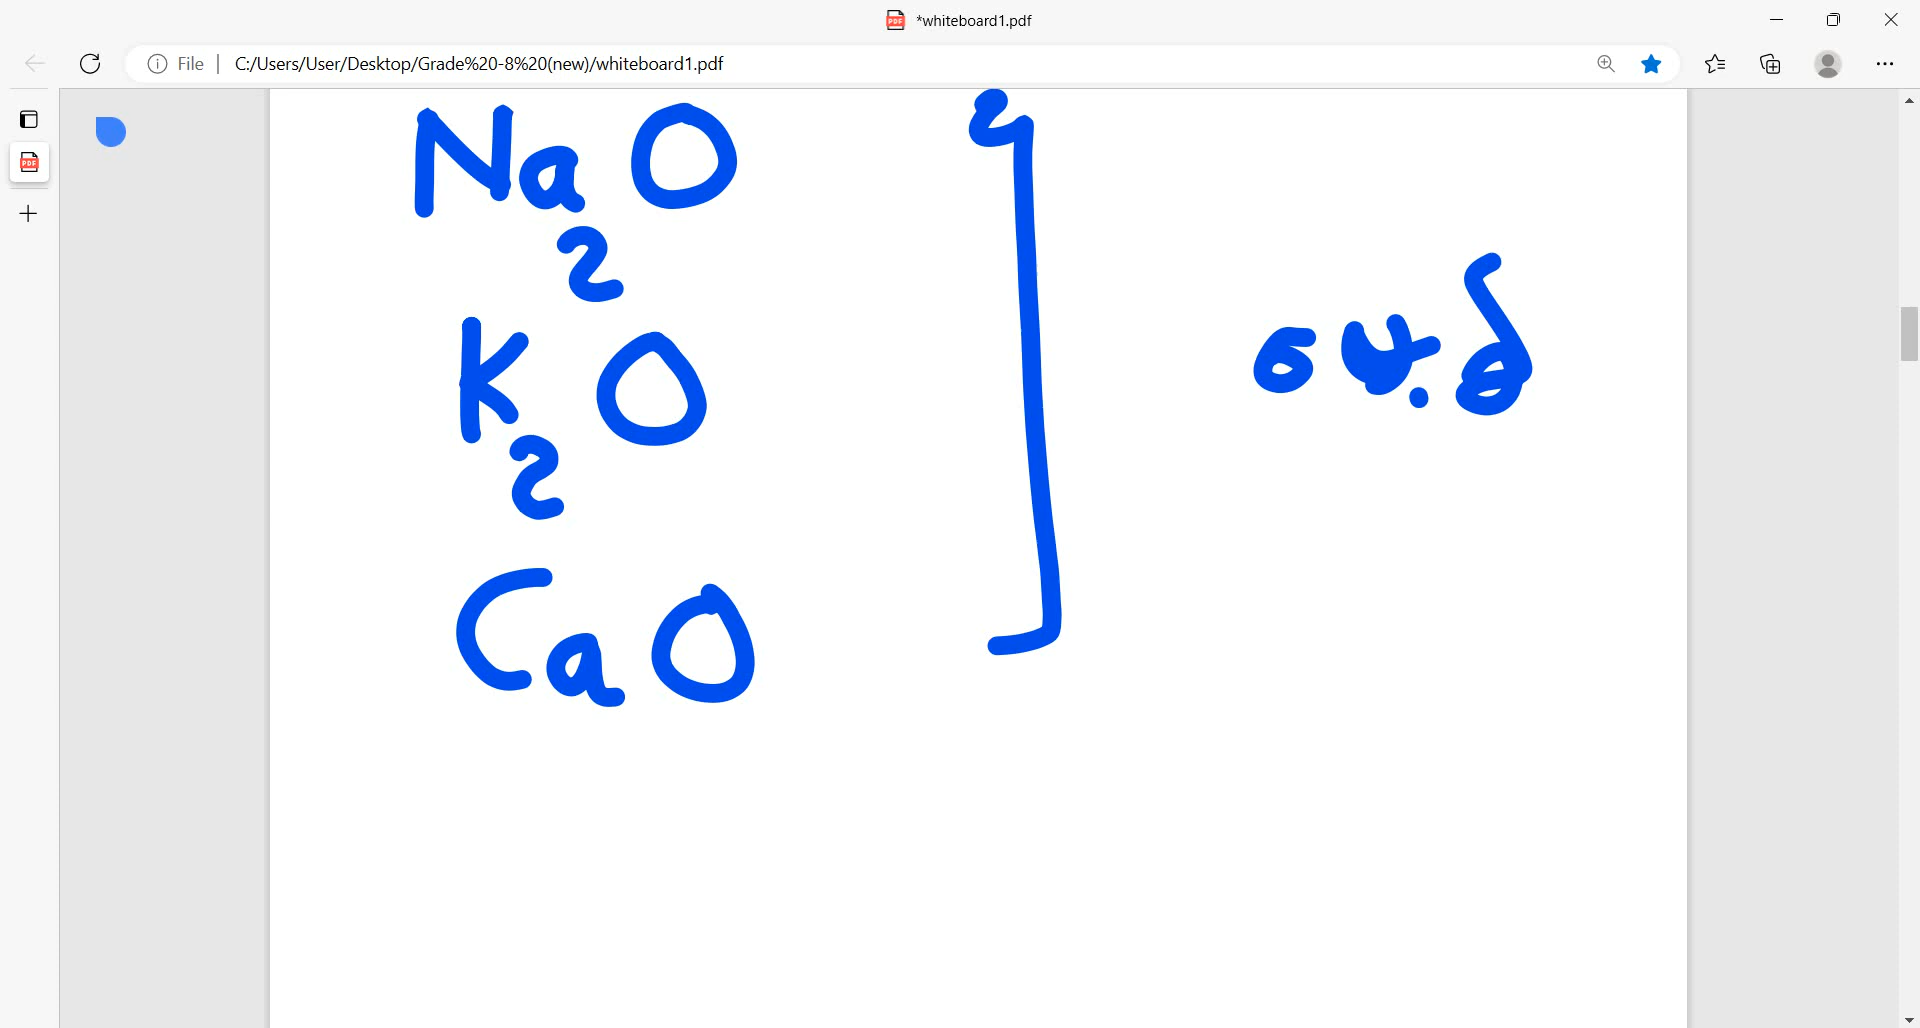 *whiteboard1.pdf
File | C:/Users/User/Desktop/Grade%20-8%20(new)/whiteboard1.pdf
Na₂O
K₂O
CaO